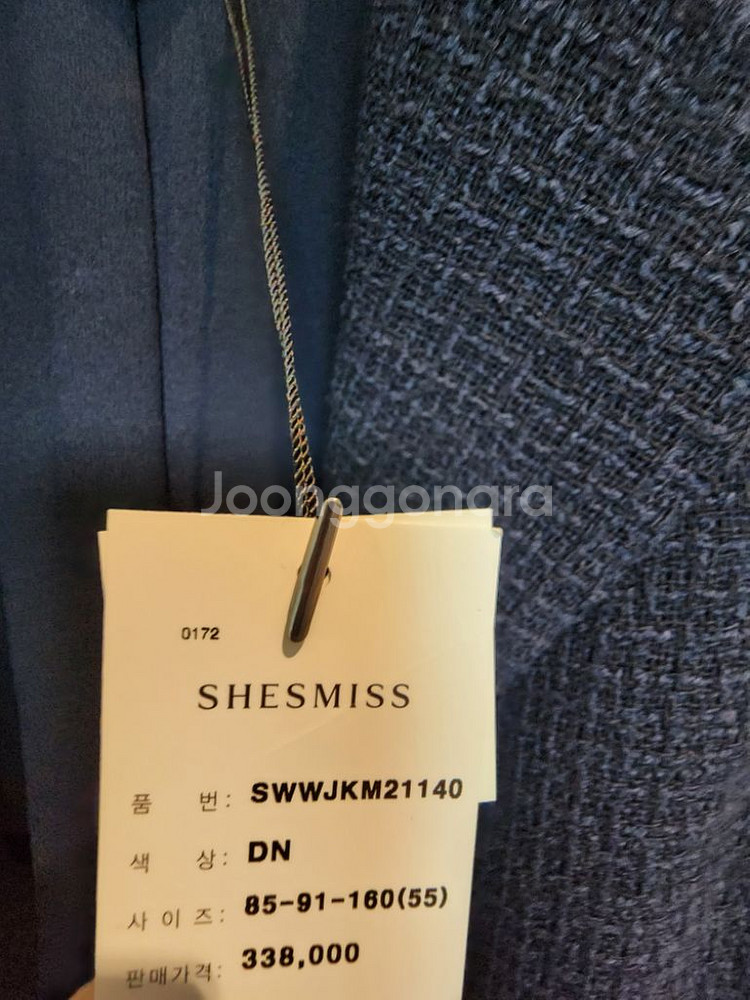 Joonggonara
0172
SHESMISS
품 번: SWWJKM21140
색 상: DN
사 이 즈: 85-91-160(55)
판매가격: 338,000